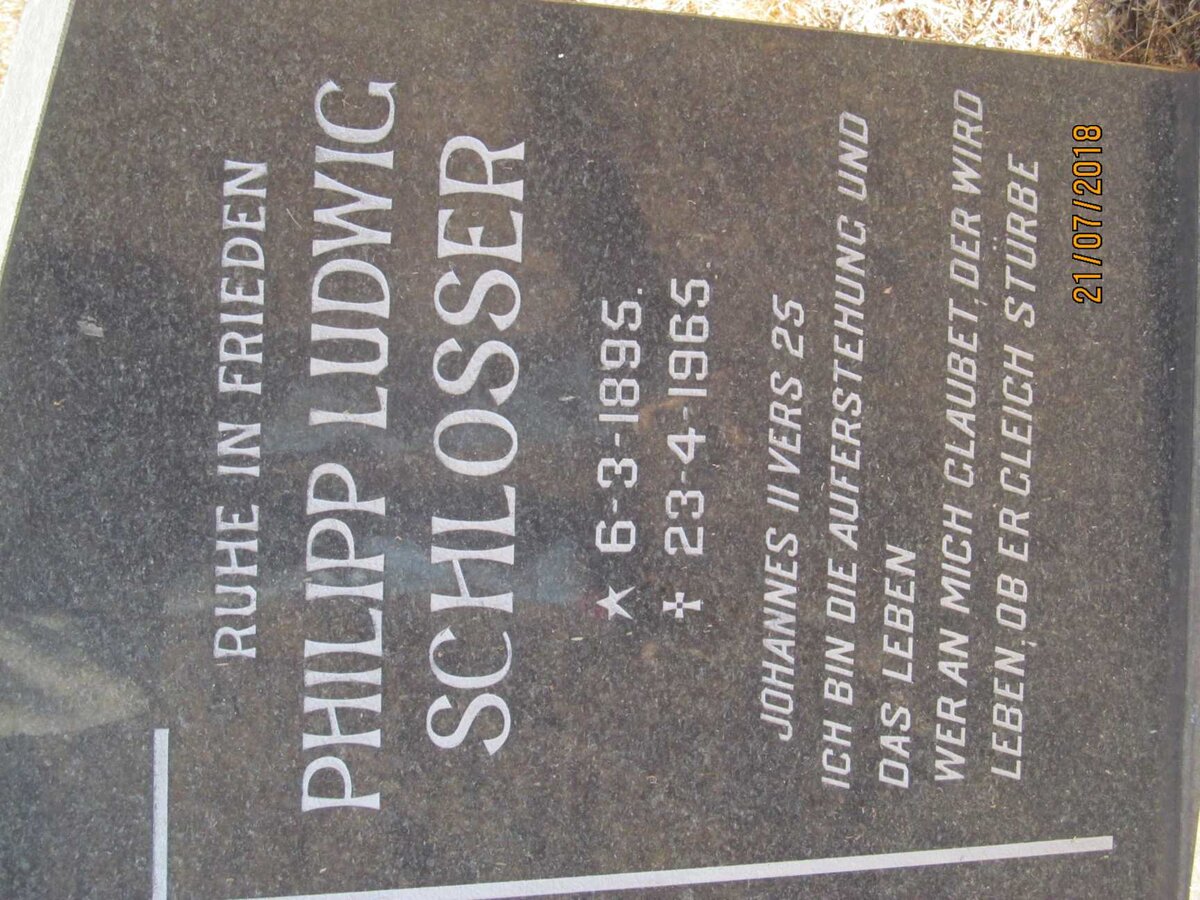 RUHE IN FRIEDEN
PHILIPP LUDWIG
SCHLOSSER
★ 6-3-1895.
✠ 23-4-1965.
JOHANNES 11 VERS 25
ICH BIN DIE AUFERSTEHUNG UND
DAS LEBEN
WER AN MICH GLAUBET, DER WIRD
LEBEN, OB ER GLEICH STÜRBE
21/07/2018